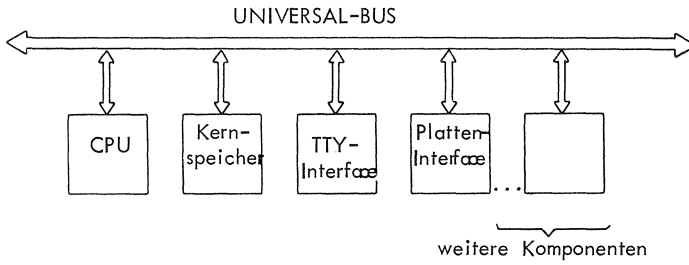 UNIVERSAL-BUS
CPU
Kern-
speicher
TTY-
Interface
Platten-
Interface
...
weitere Komponenten